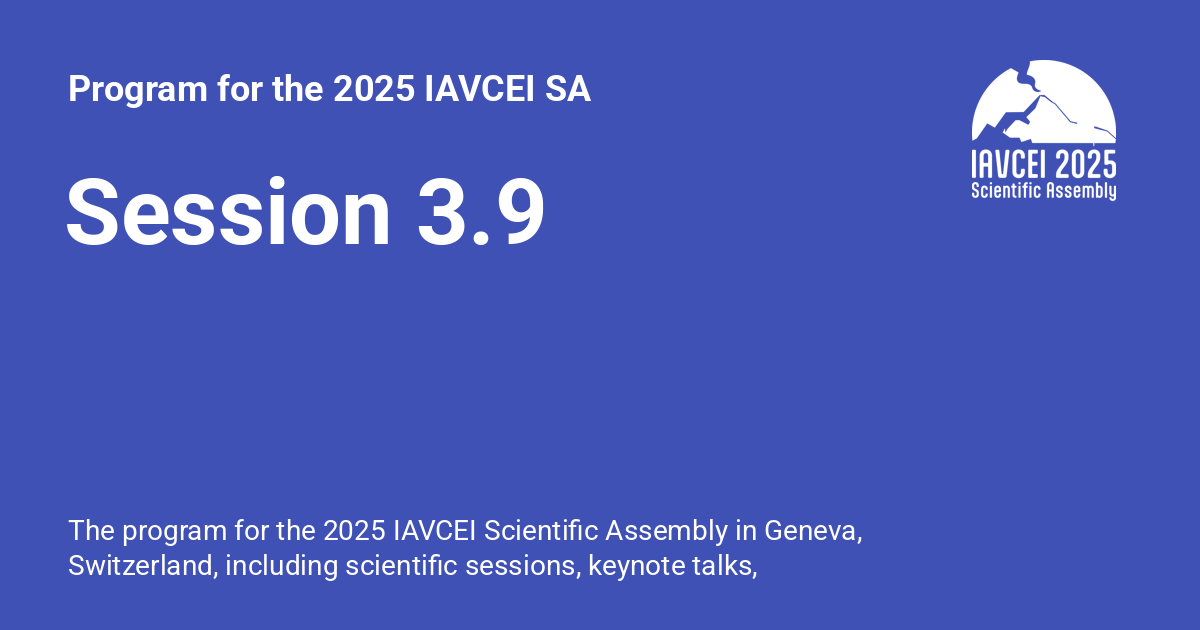 Program for the 2025 IAVCEI SA
IAVCEI 2025
Scientific Assembly
Session 3.9
The program for the 2025 IAVCEI Scientific Assembly in Geneva,
Switzerland, including scientific sessions, keynote talks,